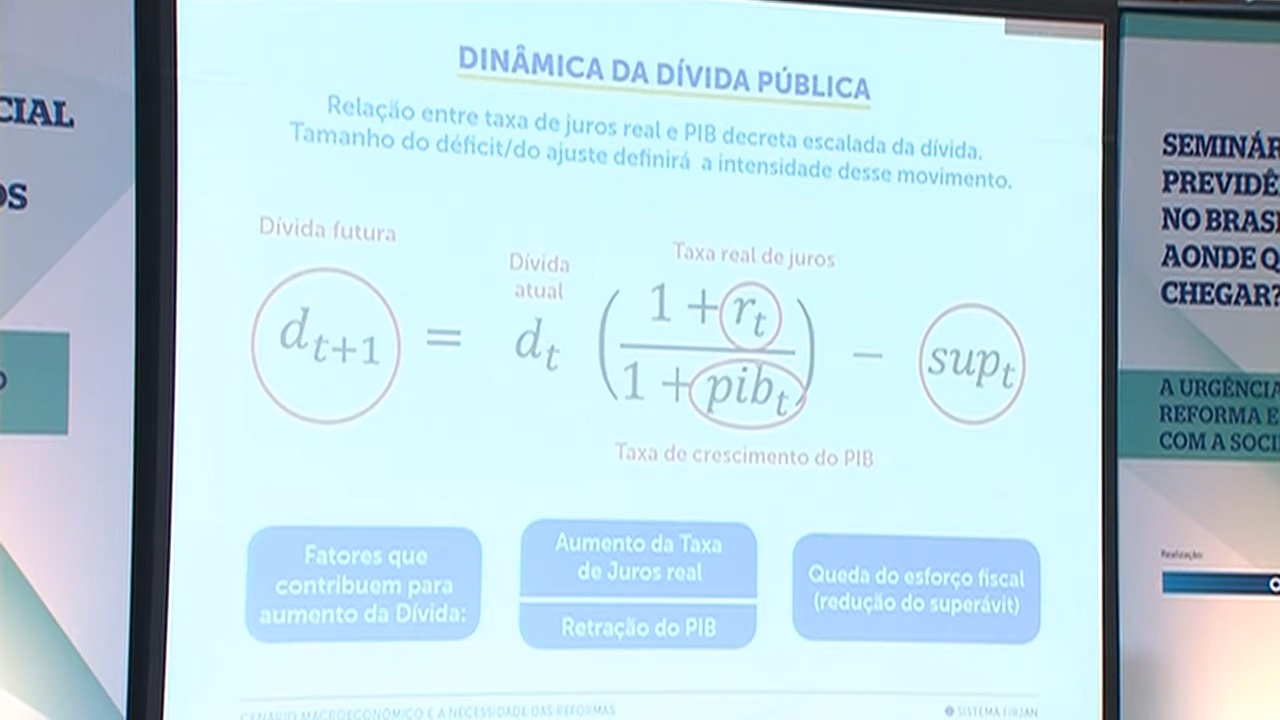 CIAL
OS
O
DINÂMICA DA DÍVIDA PÚBLICA
Relação entre taxa de juros real e PIB decreta escalada da dívida.
Tamanho do déficit/do ajuste definirá a intensidade desse movimento.
Dívida futura
Dívida
atual
Taxa real de juros
d_{t+1} = d_t ( (1 + r_t) / (1 + pib_t) ) − sup_t
Taxa de crescimento do PIB
Fatores que
contribuem para
aumento da Dívida:
Aumento da Taxa
de Juros real
Retração do PIB
Queda do esforço fiscal
(redução do superávit)
CENÁRIO MACROECONÔMICO E A NECESSIDADE DAS REFORMAS
SISTEMA FIRJAN
SEMINÁR
PREVIDÊ
NO BRASI
AONDE Q
CHEGAR?
A URGÊNCIA
REFORMA E
COM A SOCI
Realização